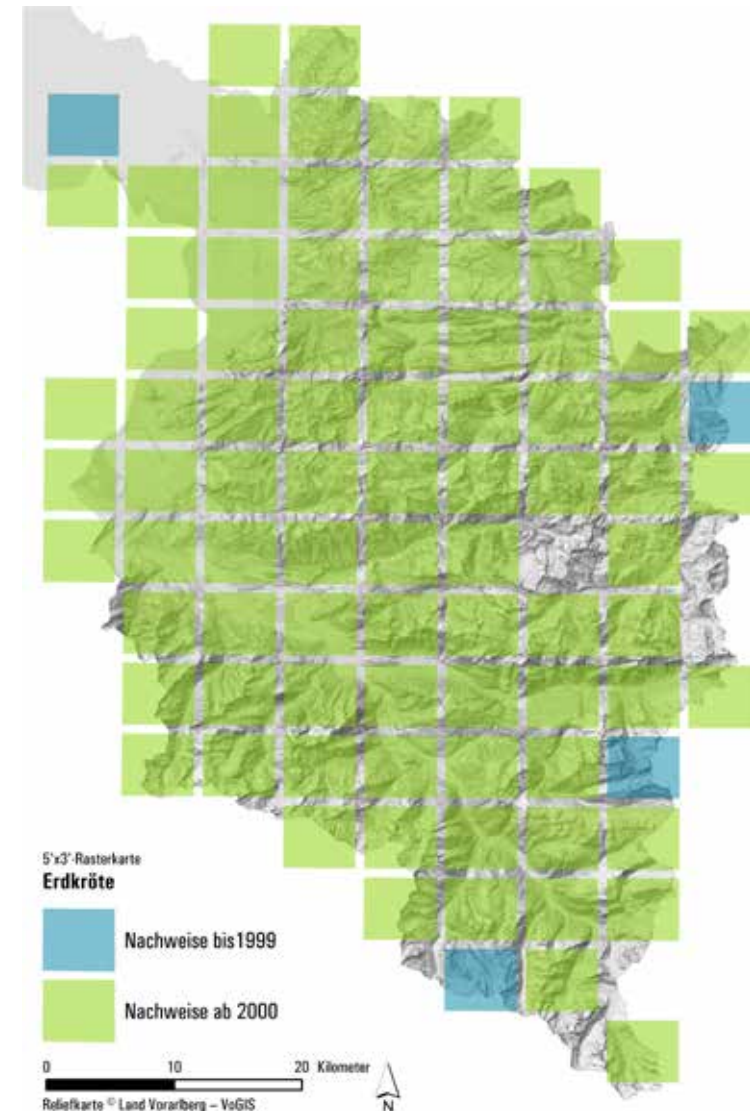 5'x3'-Rasterkarte
Erdkröte
Nachweise bis1999
Nachweise ab 2000
0 10 20 Kilometer
N
Reliefkarte © Land Vorarlberg – VoGIS